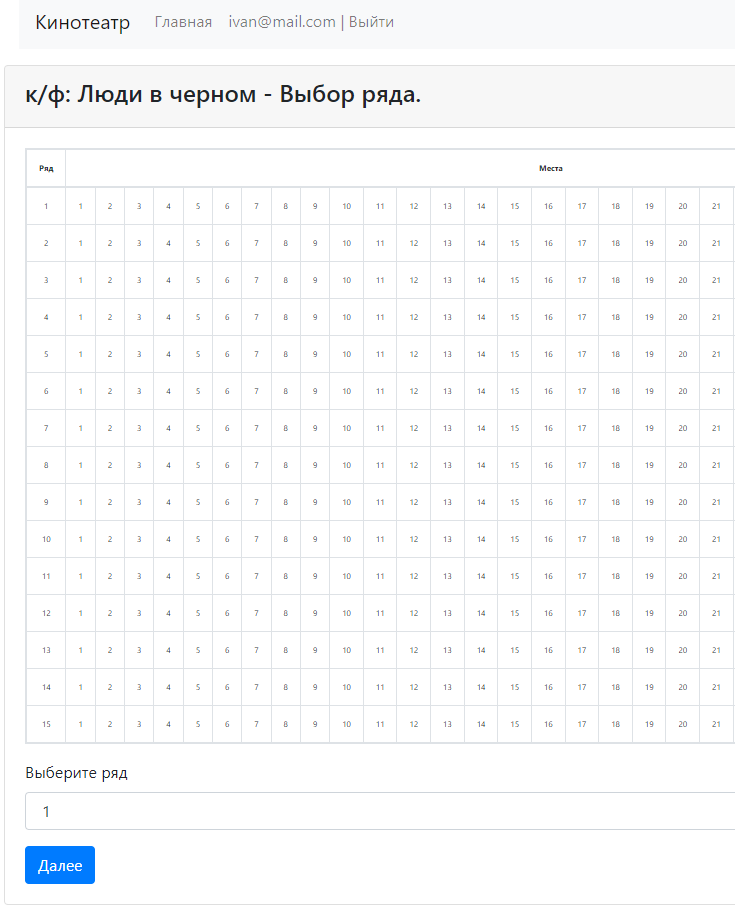 Кинотеатр Главная ivan@mail.com | Выйти
к/ф: Люди в черном - Выбор ряда.
Ряд Места
1 1 2 3 4 5 6 7 8 9 10 11 12 13 14 15 16 17 18 19 20 21
2 1 2 3 4 5 6 7 8 9 10 11 12 13 14 15 16 17 18 19 20 21
3 1 2 3 4 5 6 7 8 9 10 11 12 13 14 15 16 17 18 19 20 21
4 1 2 3 4 5 6 7 8 9 10 11 12 13 14 15 16 17 18 19 20 21
5 1 2 3 4 5 6 7 8 9 10 11 12 13 14 15 16 17 18 19 20 21
6 1 2 3 4 5 6 7 8 9 10 11 12 13 14 15 16 17 18 19 20 21
7 1 2 3 4 5 6 7 8 9 10 11 12 13 14 15 16 17 18 19 20 21
8 1 2 3 4 5 6 7 8 9 10 11 12 13 14 15 16 17 18 19 20 21
9 1 2 3 4 5 6 7 8 9 10 11 12 13 14 15 16 17 18 19 20 21
10 1 2 3 4 5 6 7 8 9 10 11 12 13 14 15 16 17 18 19 20 21
11 1 2 3 4 5 6 7 8 9 10 11 12 13 14 15 16 17 18 19 20 21
12 1 2 3 4 5 6 7 8 9 10 11 12 13 14 15 16 17 18 19 20 21
13 1 2 3 4 5 6 7 8 9 10 11 12 13 14 15 16 17 18 19 20 21
14 1 2 3 4 5 6 7 8 9 10 11 12 13 14 15 16 17 18 19 20 21
15 1 2 3 4 5 6 7 8 9 10 11 12 13 14 15 16 17 18 19 20 21
Выберите ряд
1
Далее